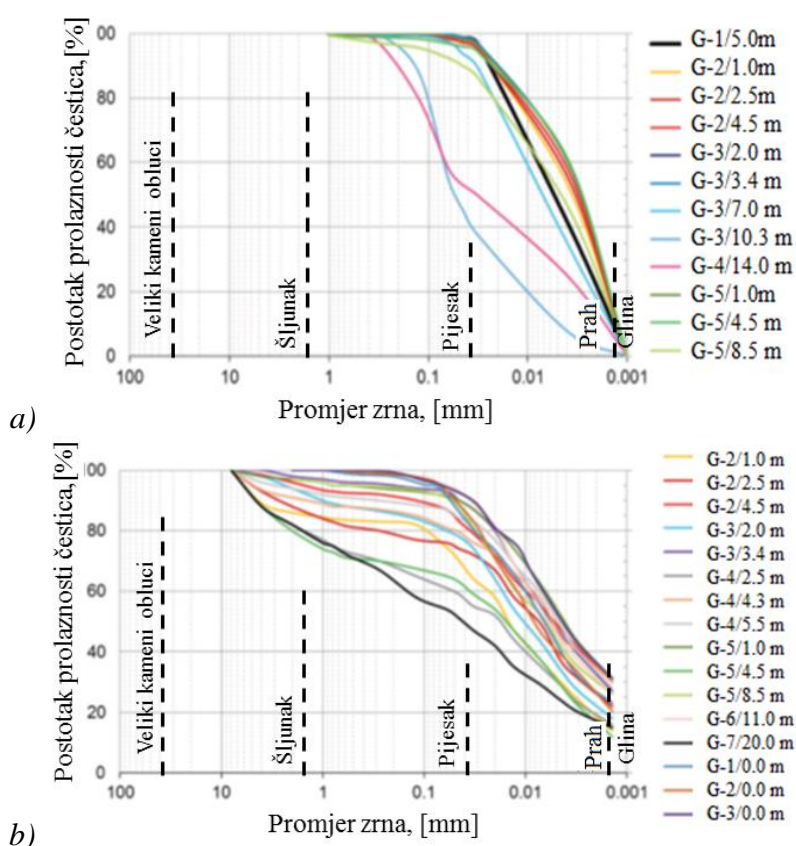 Postotak prolaznosti čestica,[%]
00
80
60
40
20
0
Veliki kameni obluci
Šljunak
Pijesak
Prah
Glina
100
10
1
0.1
0.01
0.001
Promjer zrna, [mm]
a)
G-1/5.0m
G-2/1.0m
G-2/2.5m
G-2/4.5 m
G-3/2.0 m
G-3/3.4 m
G-3/7.0 m
G-3/10.3 m
G-4/14.0 m
G-5/1.0m
G-5/4.5 m
G-5/8.5 m
Postotak prolaznosti čestica,[%]
00
80
60
40
20
0
Veliki kameni obluci
Šljunak
Pijesak
Prah
Glina
100
10
1
0.1
0.01
0.001
Promjer zrna, [mm]
b)
G-2/1.0 m
G-2/2.5 m
G-2/4.5 m
G-3/2.0 m
G-3/3.4 m
G-4/2.5 m
G-4/4.3 m
G-4/5.5 m
G-5/1.0 m
G-5/4.5 m
G-5/8.5 m
G-6/11.0 m
G-7/20.0 m
G-1/0.0 m
G-2/0.0 m
G-3/0.0 m